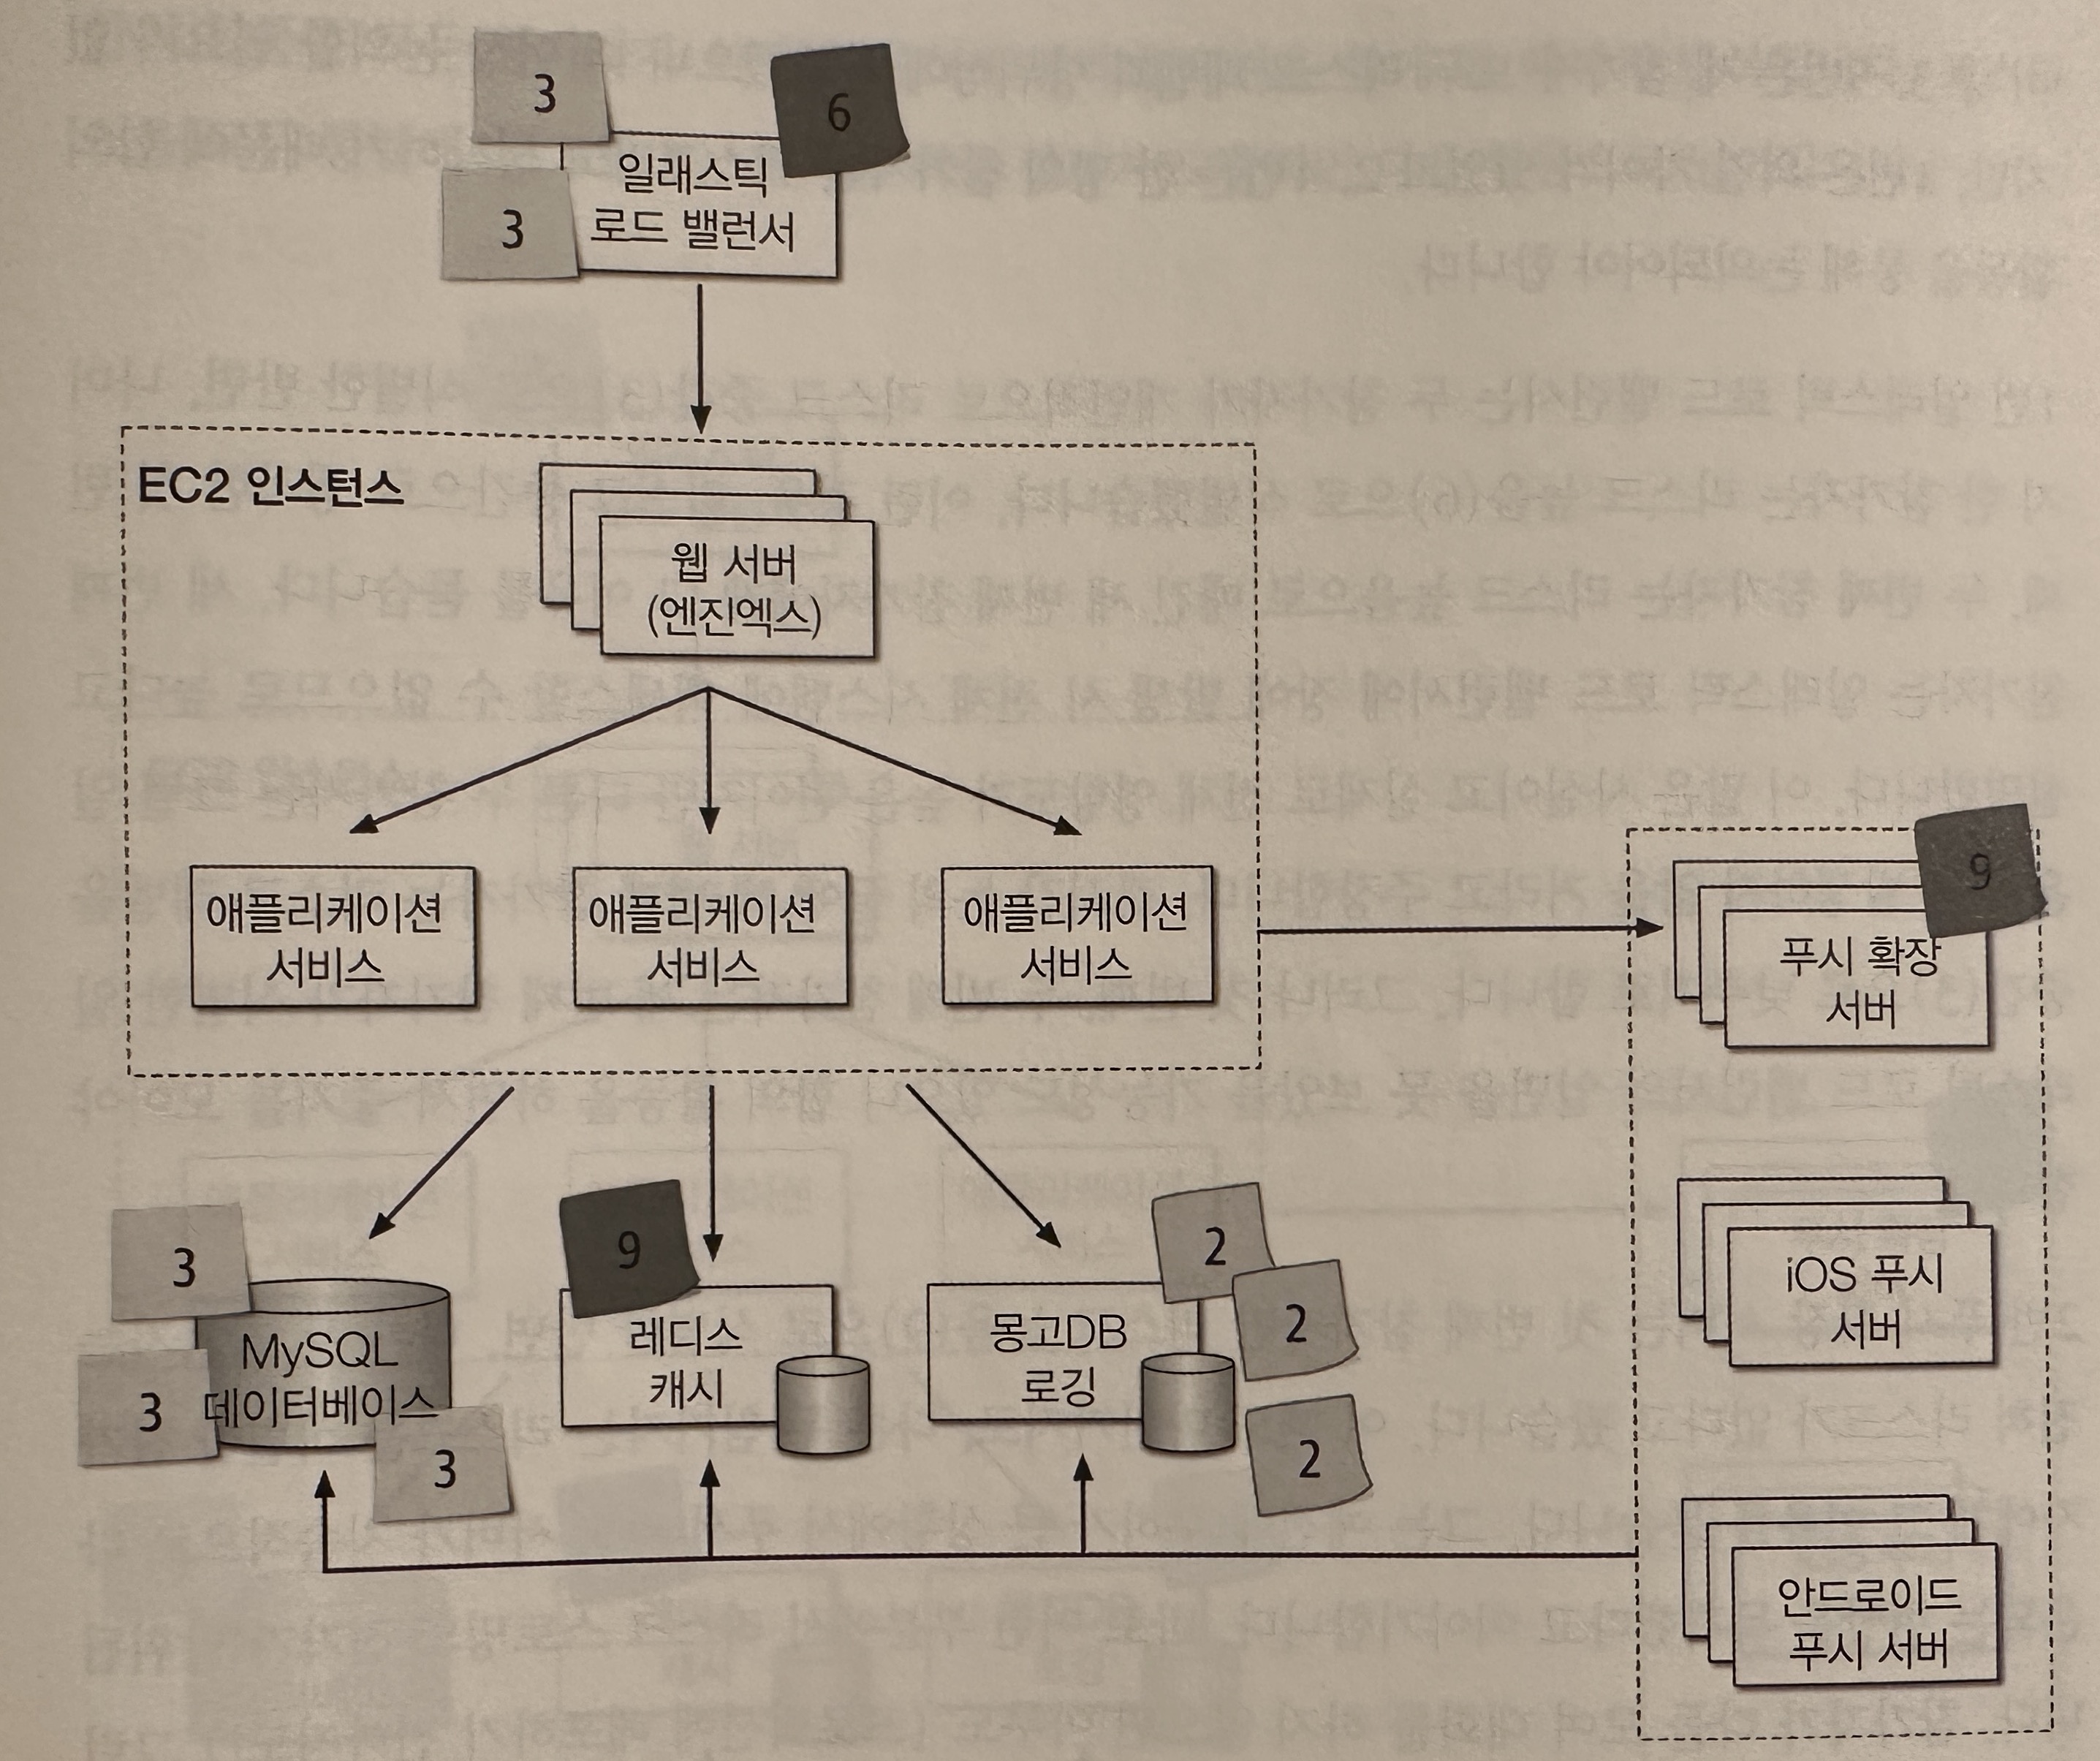 3
6
일래스틱
로드 밸런서
3
EC2 인스턴스
웹 서버
(엔진엑스)
애플리케이션
서비스
애플리케이션
서비스
애플리케이션
서비스
9
푸시 확장
서버
3
MySQL
데이터베이스
3
3
9
레디스
캐시
몽고DB
로깅
2
2
2
iOS 푸시
서버
안드로이드
푸시 서버